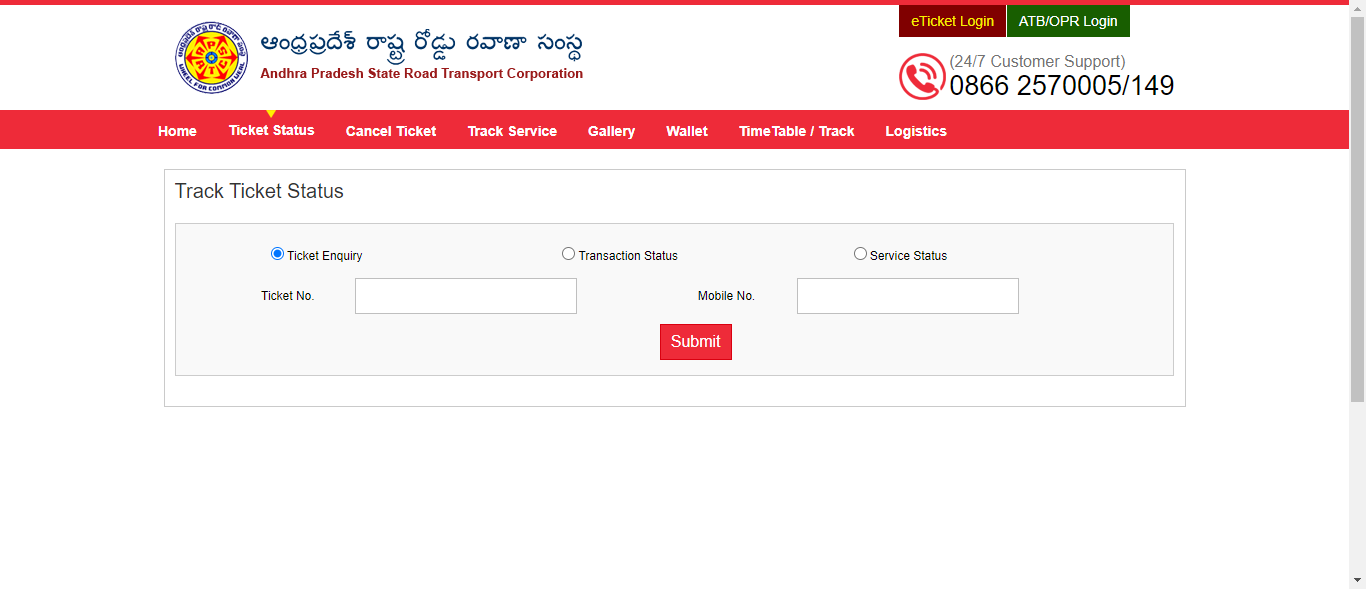 eTicket Login ATB/OPR Login
ఆంధ్రప్రదేశ్ రాష్ట్ర రోడ్డు రవాణా సంస్థ
Andhra Pradesh State Road Transport Corporation
(24/7 Customer Support)
0866 2570005/149
Home Ticket Status Cancel Ticket Track Service Gallery Wallet TimeTable / Track Logistics
Track Ticket Status
Ticket Enquiry Transaction Status Service Status
Ticket No. Mobile No.
Submit